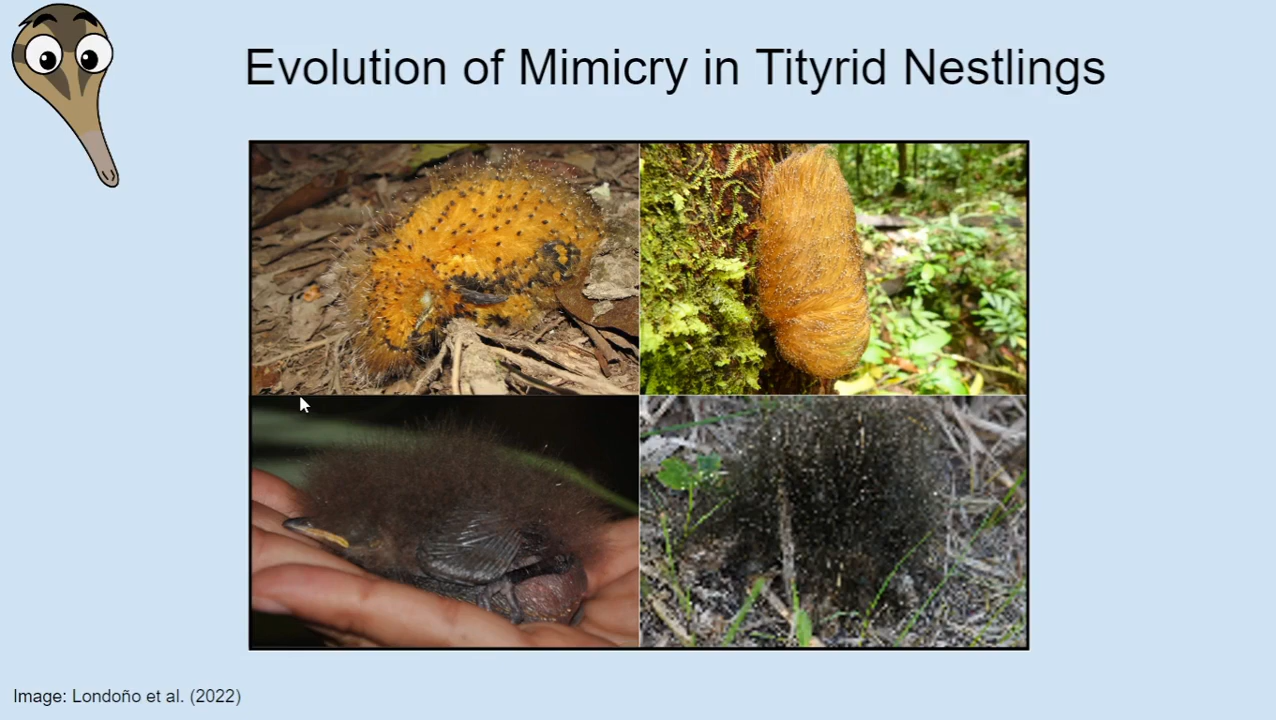 Evolution of Mimicry in Tityrid Nestlings
Image: Londoño et al. (2022)